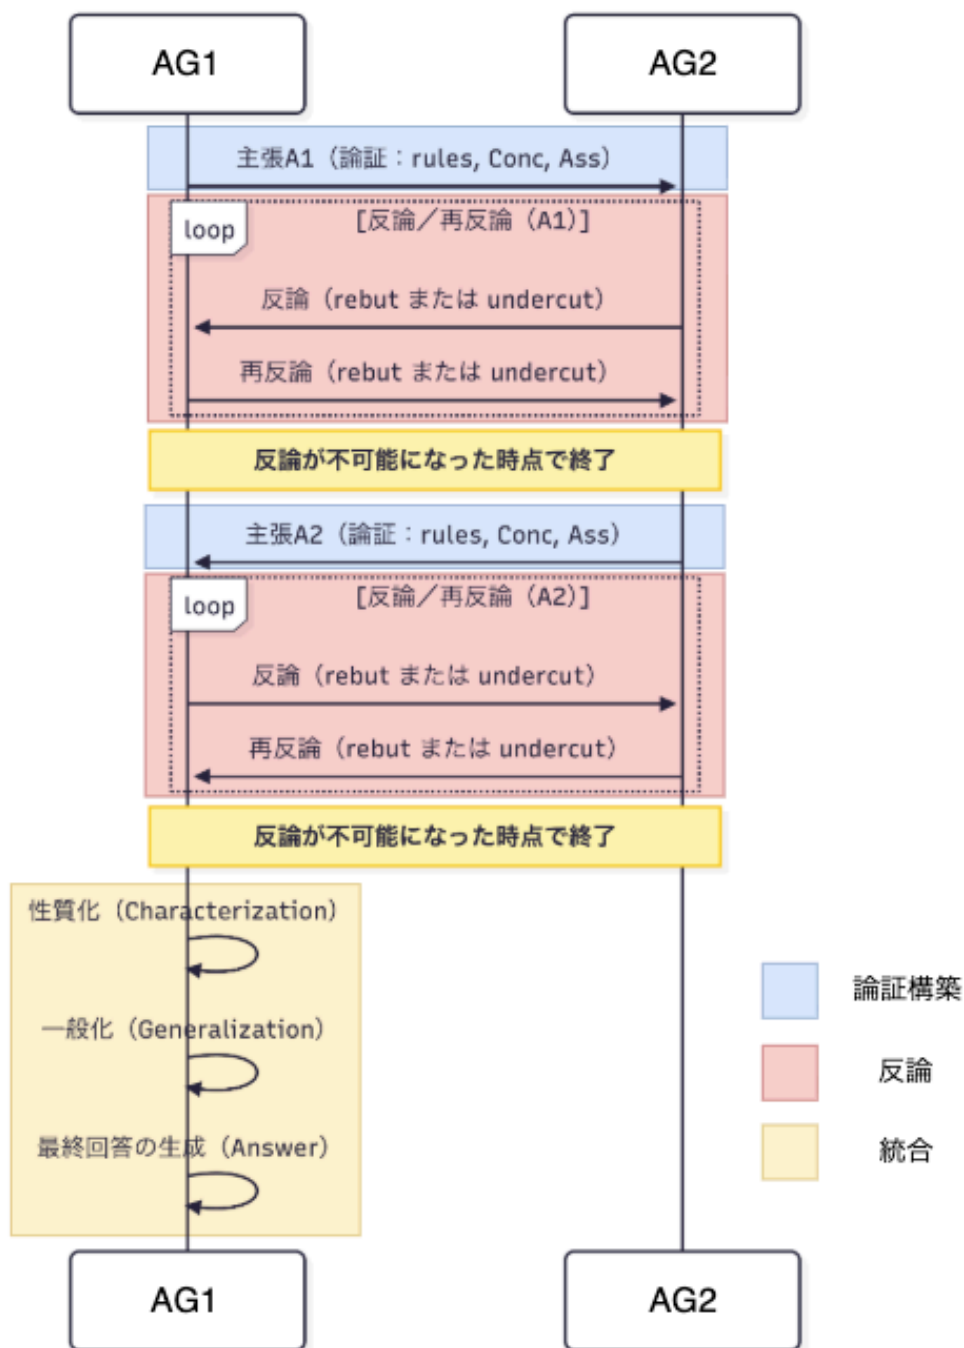 AG1
AG2
主張A1（論証：rules, Conc, Ass）
loop
[反論／再反論（A1）]
反論（rebut または undercut）
再反論（rebut または undercut）
反論が不可能になった時点で終了
主張A2（論証：rules, Conc, Ass）
loop
[反論／再反論（A2）]
反論（rebut または undercut）
再反論（rebut または undercut）
反論が不可能になった時点で終了
性質化（Characterization）
一般化（Generalization）
最終回答の生成（Answer）
論証構築
反論
統合
AG1
AG2